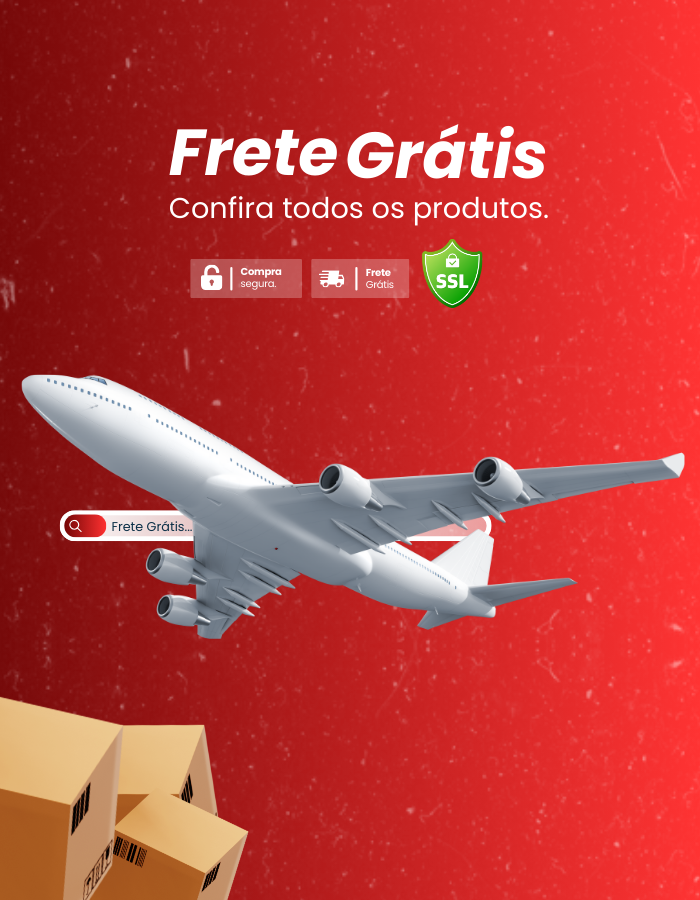 Frete Grátis
Confira todos os produtos.
Compra
segura.
Frete
Grátis
SSL
Frete Grátis...